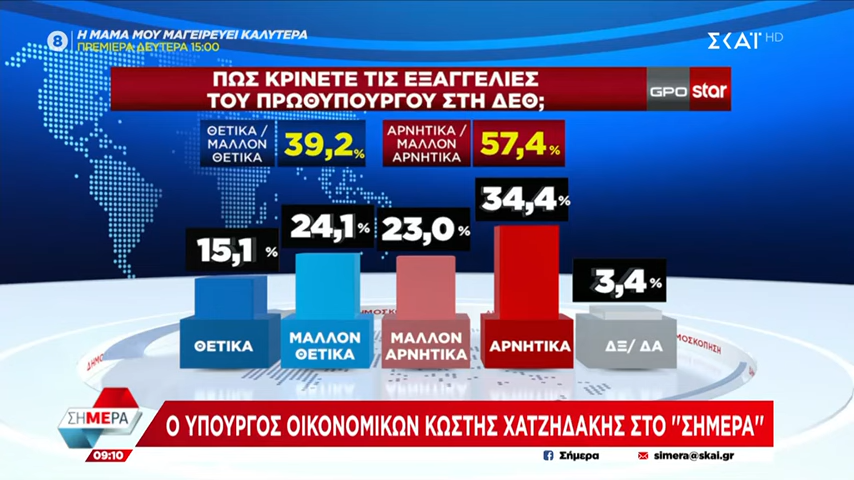 8 Η ΜΑΜΑ ΜΟΥ ΜΑΓΕΙΡΕΥΕΙ ΚΑΛΥΤΕΡΑ
ΠΡΕΜΙΕΡΑ ΔΕΥΤΕΡΑ 15:00
ΣΚΑΪ HD
ΠΩΣ ΚΡΙΝΕΤΕ ΤΙΣ ΕΞΑΓΓΕΛΙΕΣ
ΤΟΥ ΠΡΩΘΥΠΟΥΡΓΟΥ ΣΤΗ ΔΕΘ;
GPO star
ΘΕΤΙΚΑ /
ΜΑΛΛΟΝ
ΘΕΤΙΚΑ
39,2%
ΑΡΝΗΤΙΚΑ /
ΜΑΛΛΟΝ
ΑΡΝΗΤΙΚΑ
57,4%
15,1 %
24,1%
23,0%
34,4%
3,4 %
ΘΕΤΙΚΑ
ΜΑΛΛΟΝ
ΘΕΤΙΚΑ
ΜΑΛΛΟΝ
ΑΡΝΗΤΙΚΑ
ΑΡΝΗΤΙΚΑ
ΔΞ/ ΔΑ
ΣΗΜΕΡΑ
09:10
Ο ΥΠΟΥΡΓΟΣ ΟΙΚΟΝΟΜΙΚΩΝ ΚΩΣΤΗΣ ΧΑΤΖΗΔΑΚΗΣ ΣΤΟ "ΣΗΜΕΡΑ"
Σήμερα
simera@skai.gr